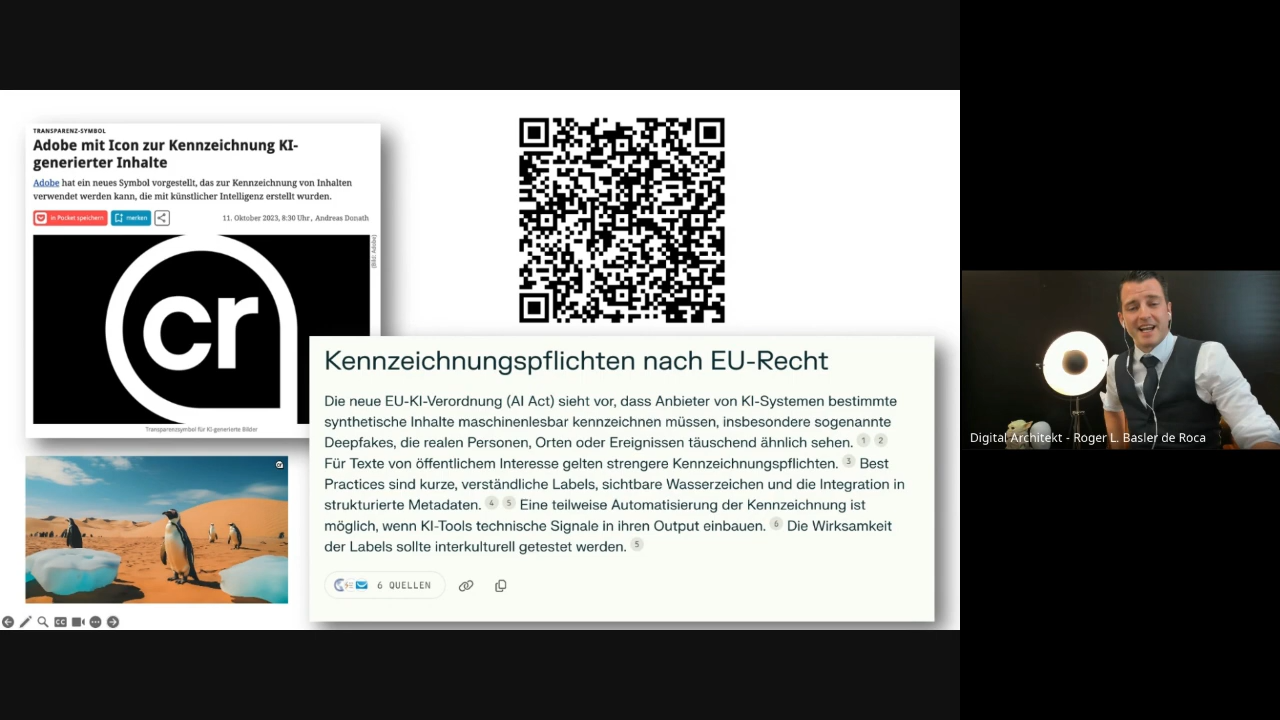 TRANSPARENZ-SYMBOL
Adobe mit Icon zur Kennzeichnung KI-
generierter Inhalte
Adobe hat ein neues Symbol vorgestellt, das zur Kennzeichnung von Inhalten
verwendet werden kann, die mit künstlicher Intelligenz erstellt wurden.
in Pocket speichern
merken
11. Oktober 2023, 8:30 Uhr, Andreas Donath
(Bild: Adobe)
cr
Transparenzsymbol für KI-generierte Bilder
cr
Kennzeichnungspflichten nach EU-Recht
Die neue EU-KI-Verordnung (AI Act) sieht vor, dass Anbieter von KI-Systemen bestimmte
synthetische Inhalte maschinenlesbar kennzeichnen müssen, insbesondere sogenannte
Deepfakes, die realen Personen, Orten oder Ereignissen täuschend ähnlich sehen. 1 2
Für Texte von öffentlichem Interesse gelten strengere Kennzeichnungspflichten. 3 Best
Practices sind kurze, verständliche Labels, sichtbare Wasserzeichen und die Integration in
strukturierte Metadaten. 4 5 Eine teilweise Automatisierung der Kennzeichnung ist
möglich, wenn KI-Tools technische Signale in ihren Output einbauen. 6 Die Wirksamkeit
der Labels sollte interkulturell getestet werden. 5
6 QUELLEN
CC
Digital Architekt - Roger L. Basler de Roca